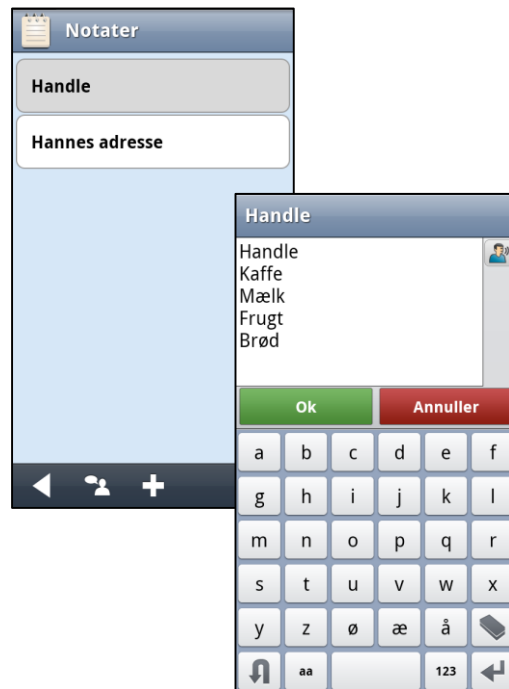 Notater
Handle
Hannes adresse
Handle
Handle
Kaffe
Mælk
Frugt
Brød
Ok Annuller
a b c d e f
g h i j k l
m n o p q r
s t u v w x
y z ø æ å
aa 123